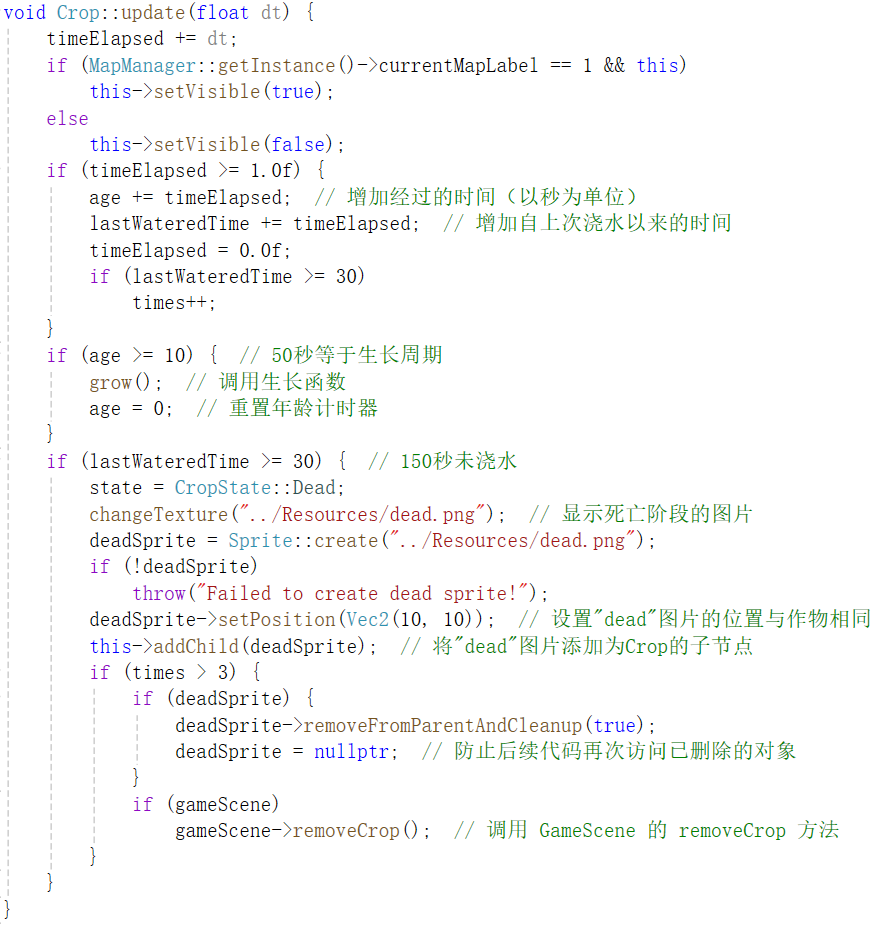 void Crop::update(float dt) {
    timeElapsed += dt;
    if (MapManager::getInstance()->currentMapLabel == 1 && this)
        this->setVisible(true);
    else
        this->setVisible(false);
    if (timeElapsed >= 1.0f) {
        age += timeElapsed;  // 增加经过的时间（以秒为单位）
        lastWateredTime += timeElapsed;  // 增加自上次浇水以来的时间
        timeElapsed = 0.0f;
        if (lastWateredTime >= 30)
            times++;
    }
    if (age >= 10) {  // 50秒等于生长周期
        grow();  // 调用生长函数
        age = 0;  // 重置年龄计时器
    }
    if (lastWateredTime >= 30) {  // 150秒未浇水
        state = CropState::Dead;
        changeTexture("../Resources/dead.png");  // 显示死亡阶段的图片
        deadSprite = Sprite::create("../Resources/dead.png");
        if (!deadSprite)
            throw("Failed to create dead sprite!");
        deadSprite->setPosition(Vec2(10, 10));  // 设置"dead"图片的位置与作物相同
        this->addChild(deadSprite);  // 将"dead"图片添加为Crop的子节点
        if (times > 3) {
            if (deadSprite) {
                deadSprite->removeFromParentAndCleanup(true);
                deadSprite = nullptr;  // 防止后续代码再次访问已删除的对象
            }
            if (gameScene)
                gameScene->removeCrop();  // 调用 GameScene 的 removeCrop 方法
        }
    }
}